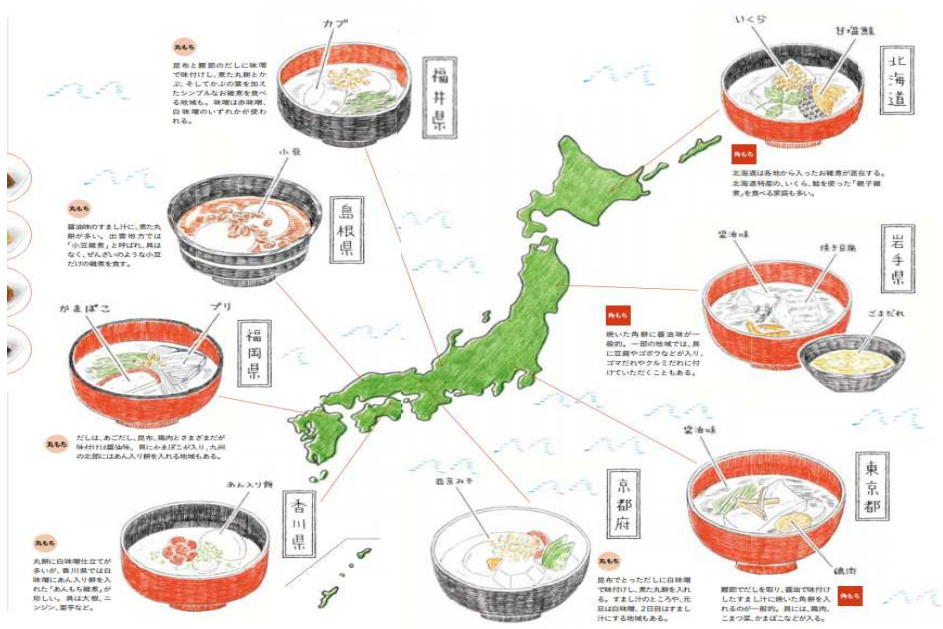 カブ
丸もち
昆布と鰹節のだしに味噌
で味付けし、煮た丸餅とか
ぶ、そしてかぶの葉を加え
たシンプルなお雑煮を食べ
る地域も。味噌は赤味噌、
白味噌のいずれかが使わ
れる。
福井県
いくら
甘塩鮭
北海道
角もち
北海道は各地から入ったお雑煮が混在する。
北海道特産の、いくら、鮭を使った「親子雑
煮」を食べる家庭も多い。
小豆
丸もち
醤油味のすまし汁に、煮た丸
餅が多い。出雲地方では
「小豆雑煮」と呼ばれ、具は
なく、ぜんざいのような小豆
だけの雑煮を食す。
島根県
醤油味
焼き豆腐
ごまだれ
岩手県
角もち
焼いた角餅に醤油味が一
般的。一部の地域では、具
に豆腐やゴボウなどが入り、
ゴマだれやクルミだれに付
けていただくこともある。
かまぼこ
ブリ
福岡県
丸もち
だしは、あごだし、昆布、鶏肉とさまざまだが
味付けは醤油味。具にかまぼこが入り、九州
の北部にはあん入り餅を入れる地域もある。
あん入り餅
香川県
丸もち
丸餅に白味噌仕立てが
多いが、香川県では白
味噌にあん入り餅を入
れた「あんもち雑煮」が
珍しい。具は大根、ニ
ンジン、里芋など。
西京みそ
京都府
丸もち
昆布でとっただしに白味噌
で味付けし、煮た丸餅を入れ
る。すまし汁のところや、元
旦は白味噌、2日目はすまし
汁にする地域もある。
醤油味
鶏肉
東京都
角もち
鰹節でだしを取り、醤油で味付けし
たすまし汁に焼いた角餅を入
れるのが一般的。具には、鶏肉、
こまつ菜、かまぼこなどが入る。